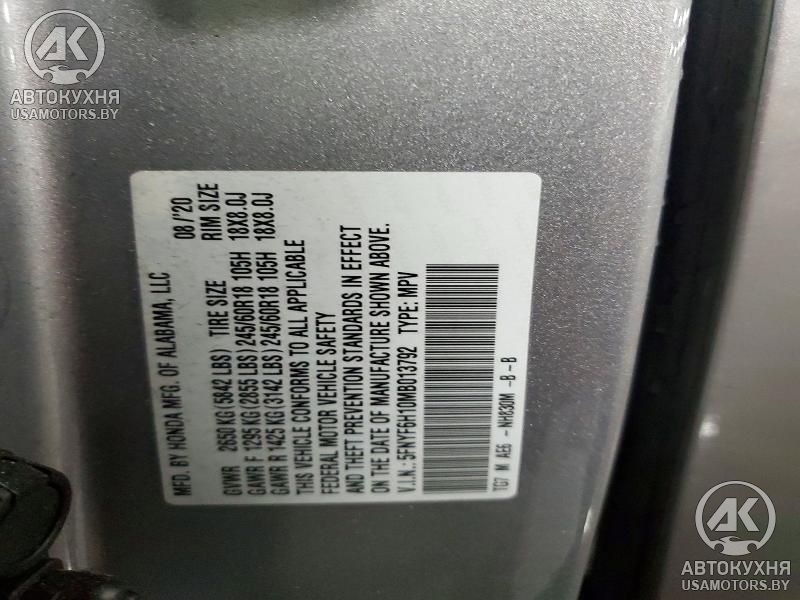 AK
АВТОКУХНЯ
USAMOTORS.BY
MFD. BY HONDA MFG. OF ALABAMA, LLC 08/'20
GVWR 2650 KG (5842 LBS) TIRE SIZE RIM SIZE
GAWR F 1295 KG (2855 LBS) 245/60R18 105H 18X8.0J
GAWR R 1425 KG (3142 LBS) 245/60R18 105H 18X8.0J
THIS VEHICLE CONFORMS TO ALL APPLICABLE
FEDERAL MOTOR VEHICLE SAFETY
AND THEFT PREVENTION STANDARDS IN EFFECT
ON THE DATE OF MANUFACTURE SHOWN ABOVE.
V.I.N.: 5FNYF6H10MB013792 TYPE: MPV
TG7 M AE6 -NH830M -B -B
AK
АВТОКУХНЯ
USAMOTORS.BY